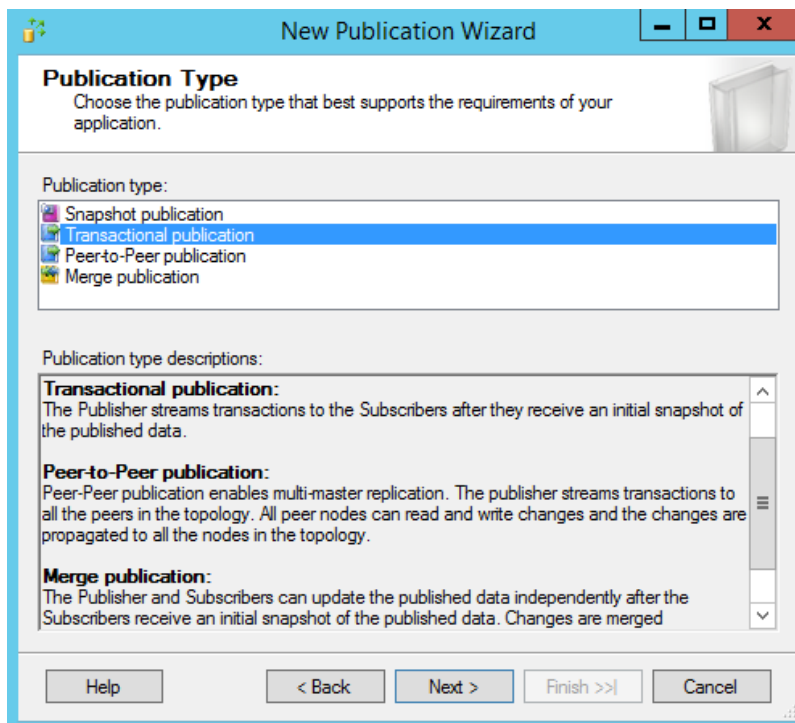 New Publication Wizard
Publication Type
Choose the publication type that best supports the requirements of your
application.
Publication type:
Snapshot publication
Transactional publication
Peer-to-Peer publication
Merge publication
Publication type descriptions:
Transactional publication:
The Publisher streams transactions to the Subscribers after they receive an initial snapshot of
the published data.
Peer-to-Peer publication:
Peer-Peer publication enables multi-master replication. The publisher streams transactions to
all the peers in the topology. All peer nodes can read and write changes and the changes are
propagated to all the nodes in the topology.
Merge publication:
The Publisher and Subscribers can update the published data independently after the
Subscribers receive an initial snapshot of the published data. Changes are merged
Help
< Back
Next >
Finish >>|
Cancel